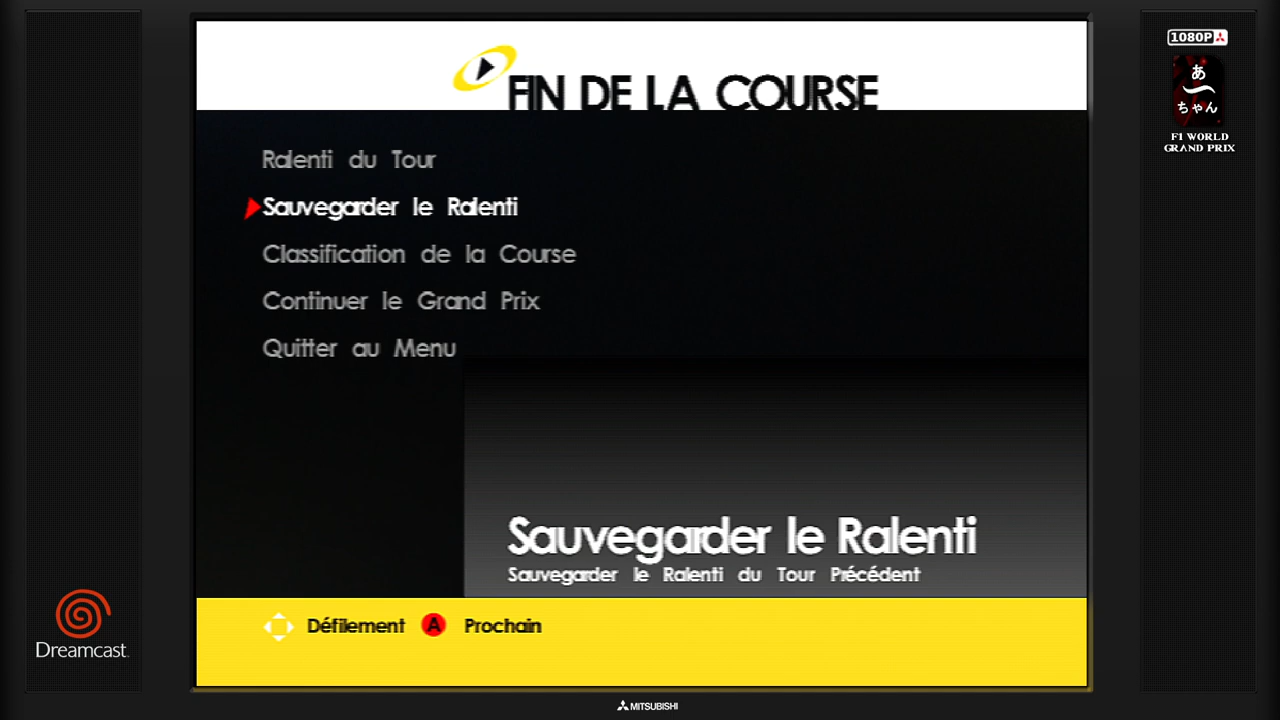 FIN DE LA COURSE
Ralenti du Tour
Sauvegarder le Ralenti
Classification de la Course
Continuer le Grand Prix
Quitter au Menu
Sauvegarder le Ralenti
Sauvegarder le Ralenti du Tour Précédent
Défilement A Prochain
1080P
あ
ー
ちゃん
F1 WORLD
GRAND PRIX
Dreamcast.
MITSUBISHI